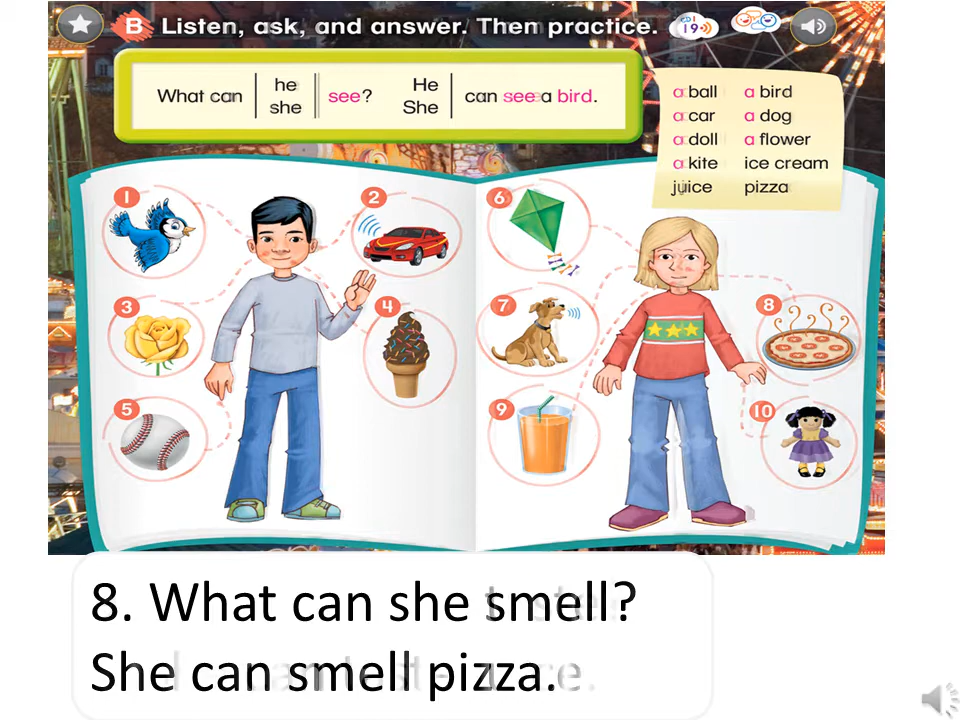 B Listen, ask, and answer. Then practice. CD 1 19
What can he she see? He She can see a bird.
a ball a bird
a car a dog
a doll a flower
a kite ice cream
juice pizza
1 2 6
3 4 7 8
5 9 10
8. What can she smell?
She can smell pizza.